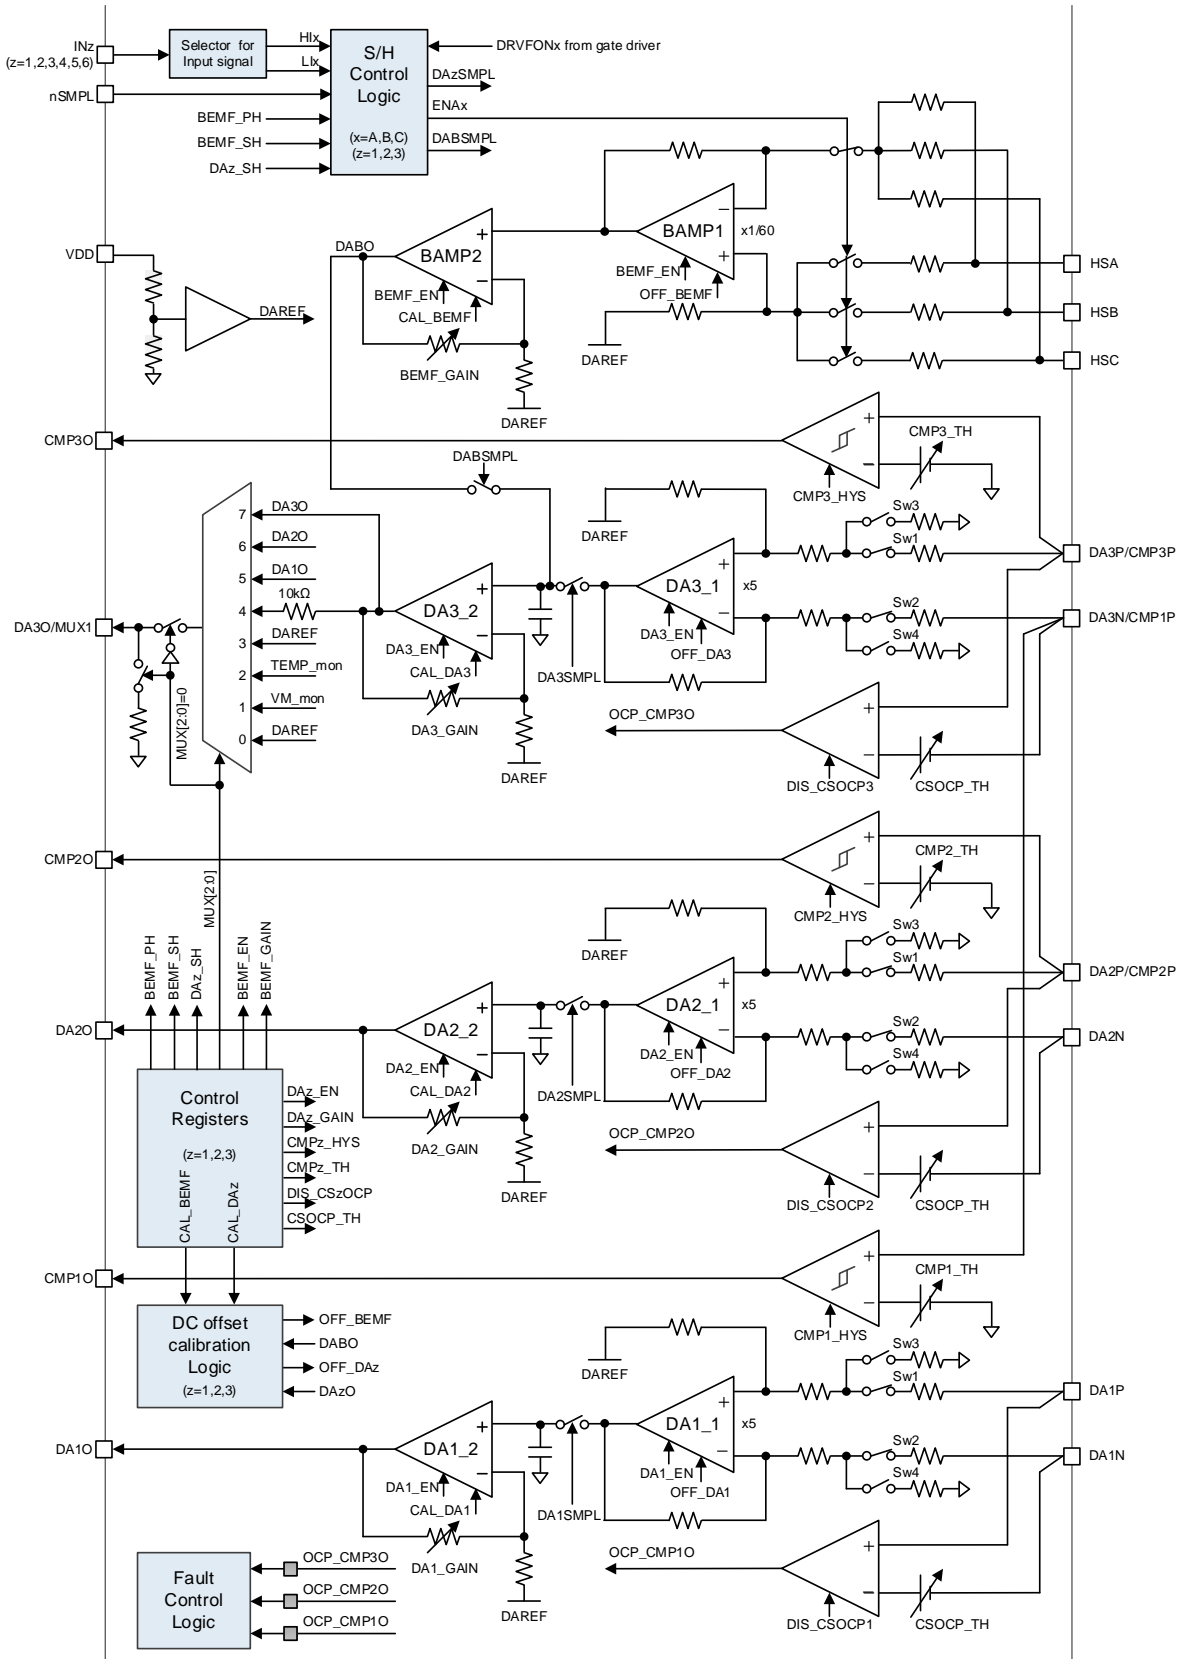 INz
(z=1,2,3,4,5,6)
nSMPL
Selector for
Input signal
HIx
LIx
S/H
Control
Logic
(x=A,B,C)
(z=1,2,3)
DRVFONx from gate driver
DAzSMPL
ENAx
DABSMPL
BEMF_PH
BEMF_SH
DAz_SH
VDD
DAREF
DABO
+
BAMP2
−
BEMF_EN
CAL_BEMF
BEMF_GAIN
DAREF
−
BAMP1
x1/60
+
BEMF_EN
OFF_BEMF
DAREF
HSA
HSB
HSC
CMP3O
+
−
CMP3_HYS
CMP3_TH
DABSMPL
DAREF
7
DA3O
6
DA2O
5
DA1O
4
10kΩ
3
DAREF
2
TEMP_mon
1
VM_mon
0
DAREF
DA3O/MUX1
MUX[2:0]=0
+
DA3_2
−
DA3_EN
CAL_DA3
DA3_GAIN
DAREF
DA3SMPL
+
DA3_1
x5
−
DA3_EN
OFF_DA3
Sw3
Sw1
Sw2
Sw4
DA3P/CMP3P
DA3N/CMP1P
OCP_CMP3O
+
−
DIS_CSOCP3
CSOCP_TH
CMP2O
+
−
CMP2_HYS
CMP2_TH
MUX[2:0]
BEMF_PH
BEMF_SH
DAz_SH
BEMF_EN
BEMF_GAIN
DAREF
DA2O
+
DA2_2
−
DA2_EN
CAL_DA2
DA2_GAIN
DAREF
DA2SMPL
+
DA2_1
x5
−
DA2_EN
OFF_DA2
Sw3
Sw1
Sw2
Sw4
DA2P/CMP2P
DA2N
Control
Registers
(z=1,2,3)
CAL_BEMF
CAL_DAz
DAz_EN
DAz_GAIN
CMPz_HYS
CMPz_TH
DIS_CSzOCP
CSOCP_TH
OCP_CMP2O
+
−
DIS_CSOCP2
CSOCP_TH
CMP1O
+
−
CMP1_HYS
CMP1_TH
DC offset
calibration
Logic
(z=1,2,3)
OFF_BEMF
DABO
OFF_DAz
DAzO
DAREF
DA1O
+
DA1_2
−
DA1_EN
CAL_DA1
DA1_GAIN
DAREF
DA1SMPL
+
DA1_1
x5
−
DA1_EN
OFF_DA1
Sw3
Sw1
Sw2
Sw4
DA1P
DA1N
OCP_CMP1O
+
−
DIS_CSOCP1
CSOCP_TH
Fault
Control
Logic
OCP_CMP3O
OCP_CMP2O
OCP_CMP1O